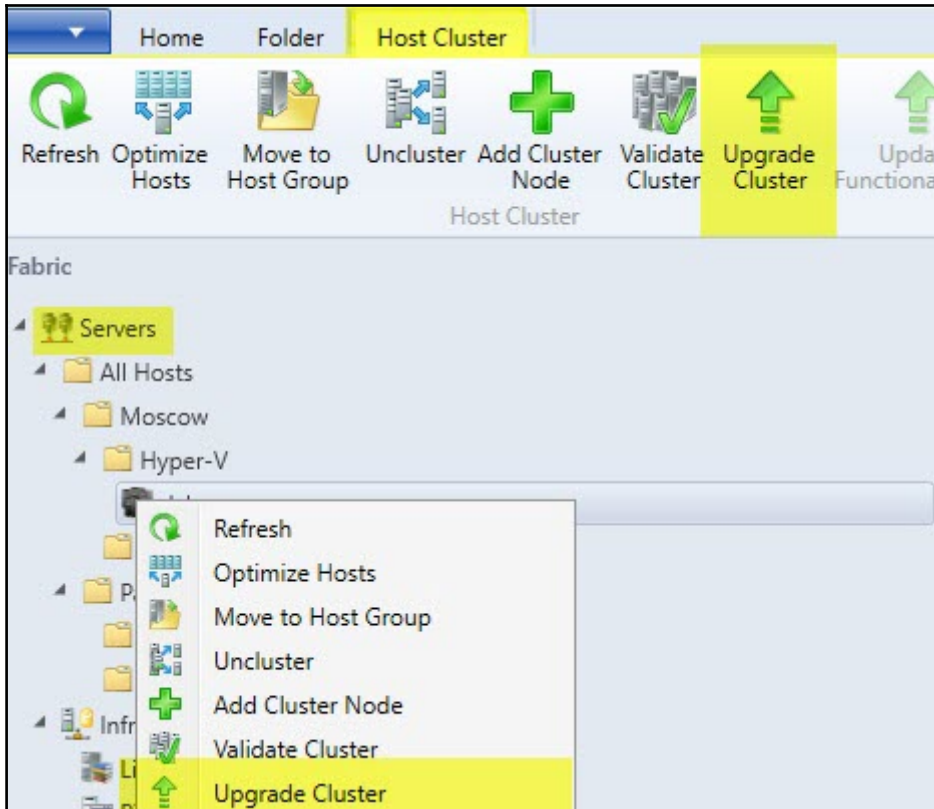 Home Folder Host Cluster
Refresh Optimize Hosts Move to Host Group Uncluster Add Cluster Node Validate Cluster Upgrade Cluster
Host Cluster
Fabric
Servers
All Hosts
Moscow
Hyper-V
Refresh
Optimize Hosts
Move to Host Group
Uncluster
Add Cluster Node
Validate Cluster
Upgrade Cluster